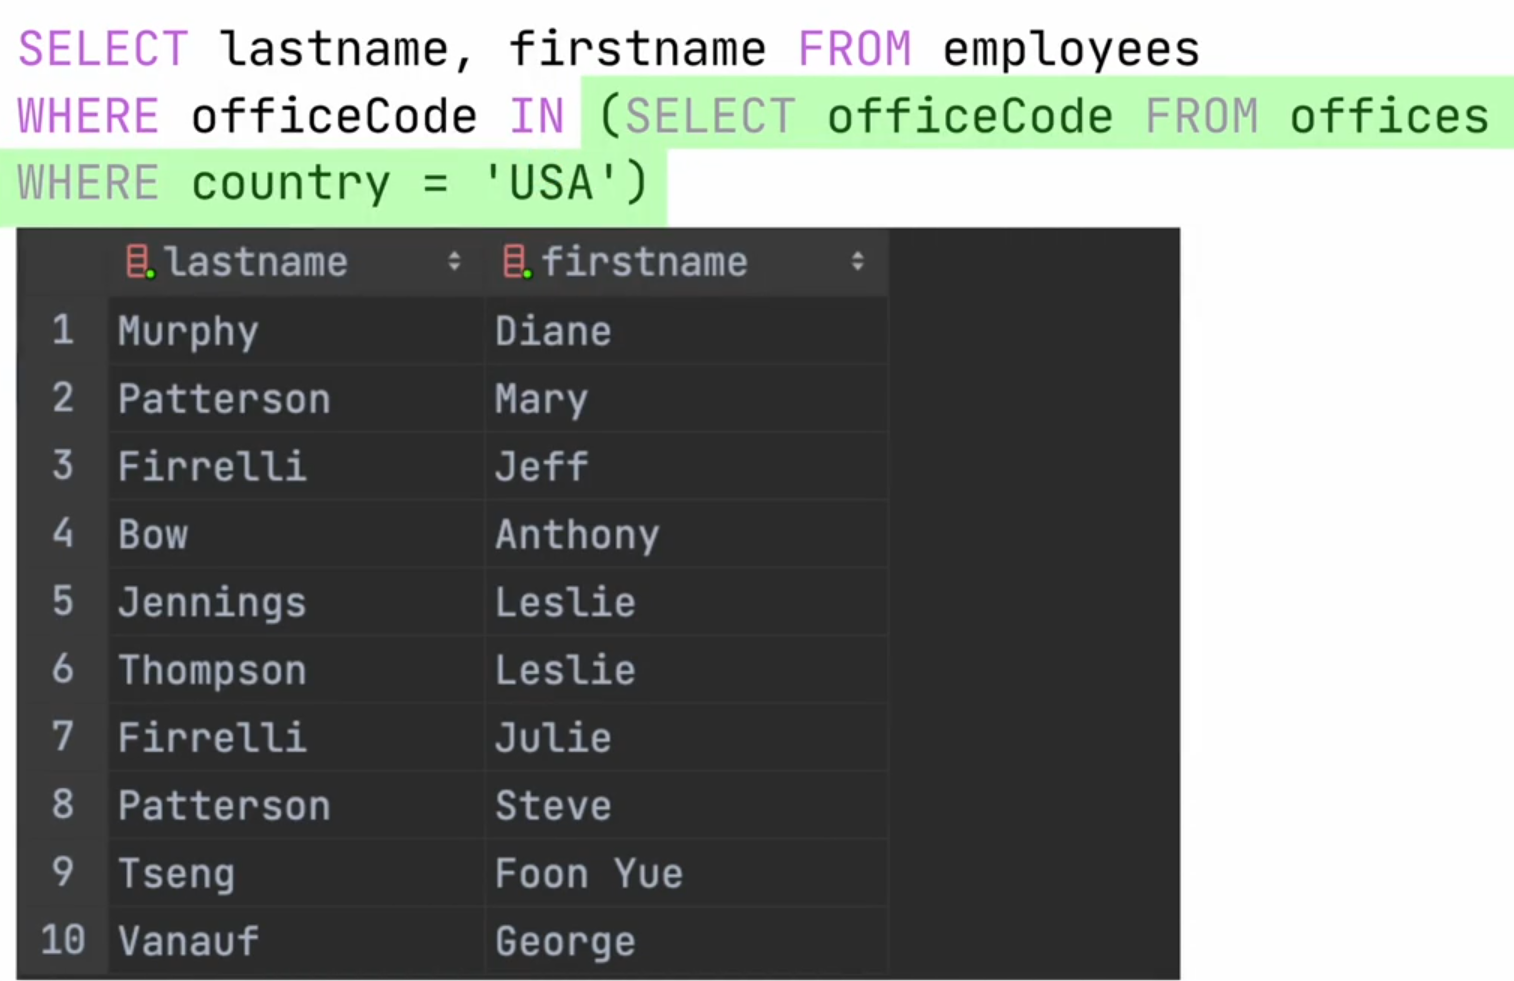 SELECT lastname, firstname FROM employees
WHERE officeCode IN (SELECT officeCode FROM offices
WHERE country = 'USA')
lastname firstname
1 Murphy Diane
2 Patterson Mary
3 Firrelli Jeff
4 Bow Anthony
5 Jennings Leslie
6 Thompson Leslie
7 Firrelli Julie
8 Patterson Steve
9 Tseng Foon Yue
10 Vanauf George